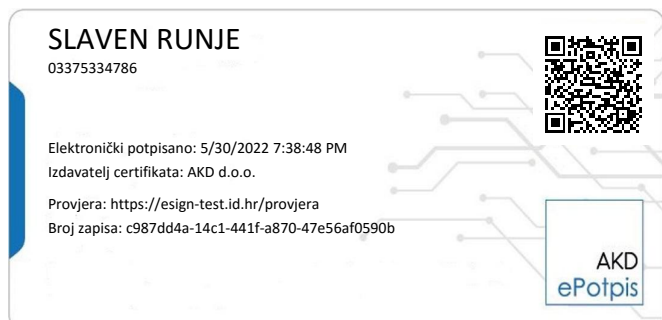 SLAVEN RUNJE
03375334786
Elektronički potpisano: 5/30/2022 7:38:48 PM
Izdavatelj certifikata: AKD d.o.o.
Provjera: https://esign-test.id.hr/provjera
Broj zapisa: c987dd4a-14c1-441f-a870-47e56af0590b
AKD
ePotpis